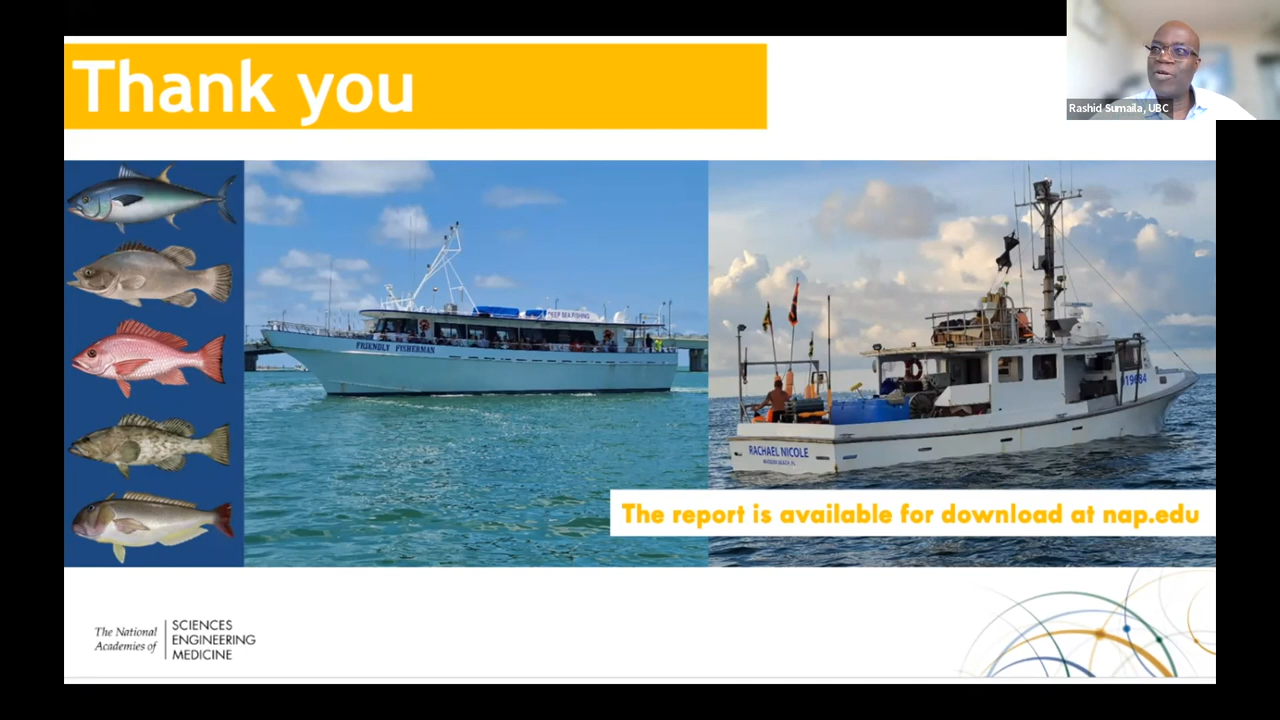 Thank you
Rashid Sumaila, UBC
DEEP SEA FISHING
FRIENDLY FISHERMAN
919684
RACHAEL NICOLE
The report is available for download at nap.edu
The National
Academies of
SCIENCES
ENGINEERING
MEDICINE